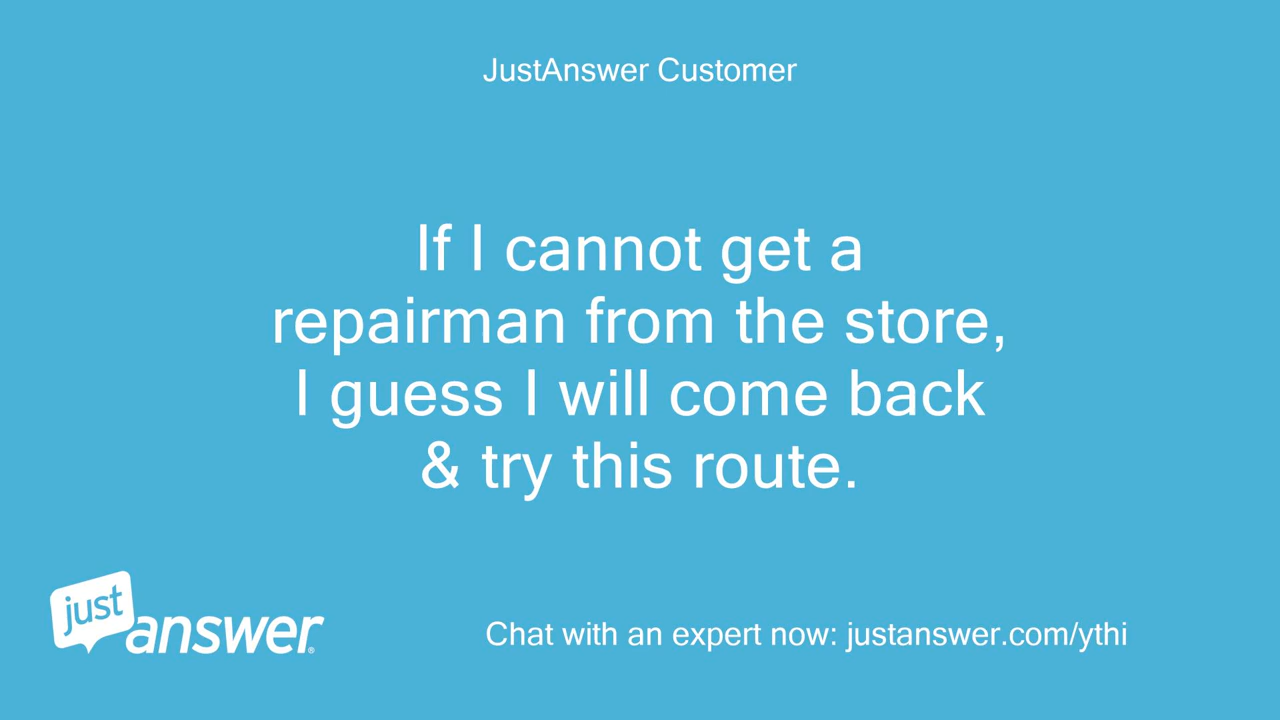 JustAnswer Customer
If I cannot get a
repairman from the store,
I guess I will come back
& try this route.
just
answer®
Chat with an expert now: justanswer.com/ythi